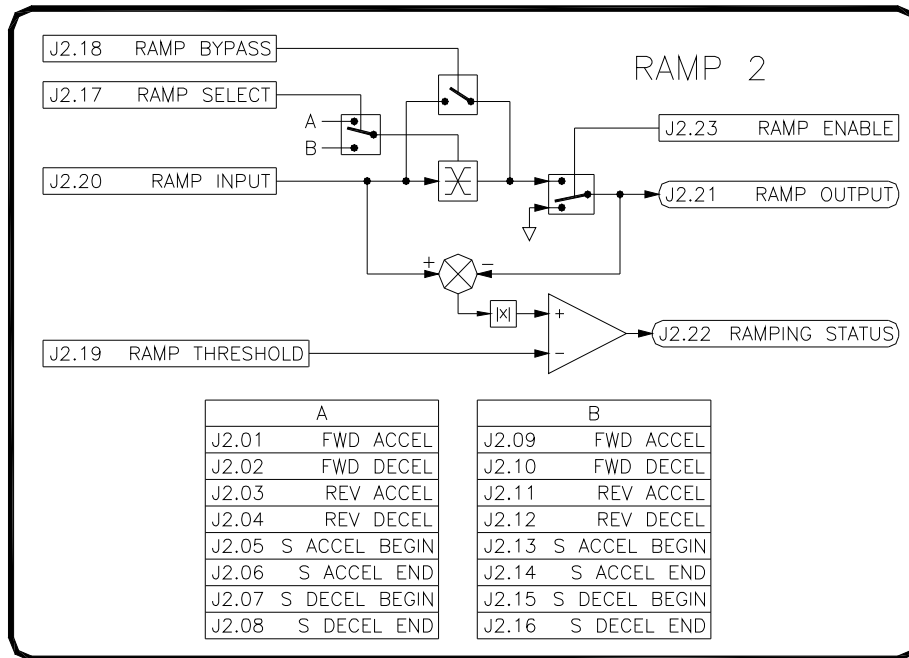 J2.18 RAMP BYPASS
RAMP 2
J2.17 RAMP SELECT
A
B
J2.23 RAMP ENABLE
J2.20 RAMP INPUT
J2.21 RAMP OUTPUT
+ −
|x|
+
−
J2.22 RAMPING STATUS
J2.19 RAMP THRESHOLD
A
J2.01 FWD ACCEL
J2.02 FWD DECEL
J2.03 REV ACCEL
J2.04 REV DECEL
J2.05 S ACCEL BEGIN
J2.06 S ACCEL END
J2.07 S DECEL BEGIN
J2.08 S DECEL END
B
J2.09 FWD ACCEL
J2.10 FWD DECEL
J2.11 REV ACCEL
J2.12 REV DECEL
J2.13 S ACCEL BEGIN
J2.14 S ACCEL END
J2.15 S DECEL BEGIN
J2.16 S DECEL END